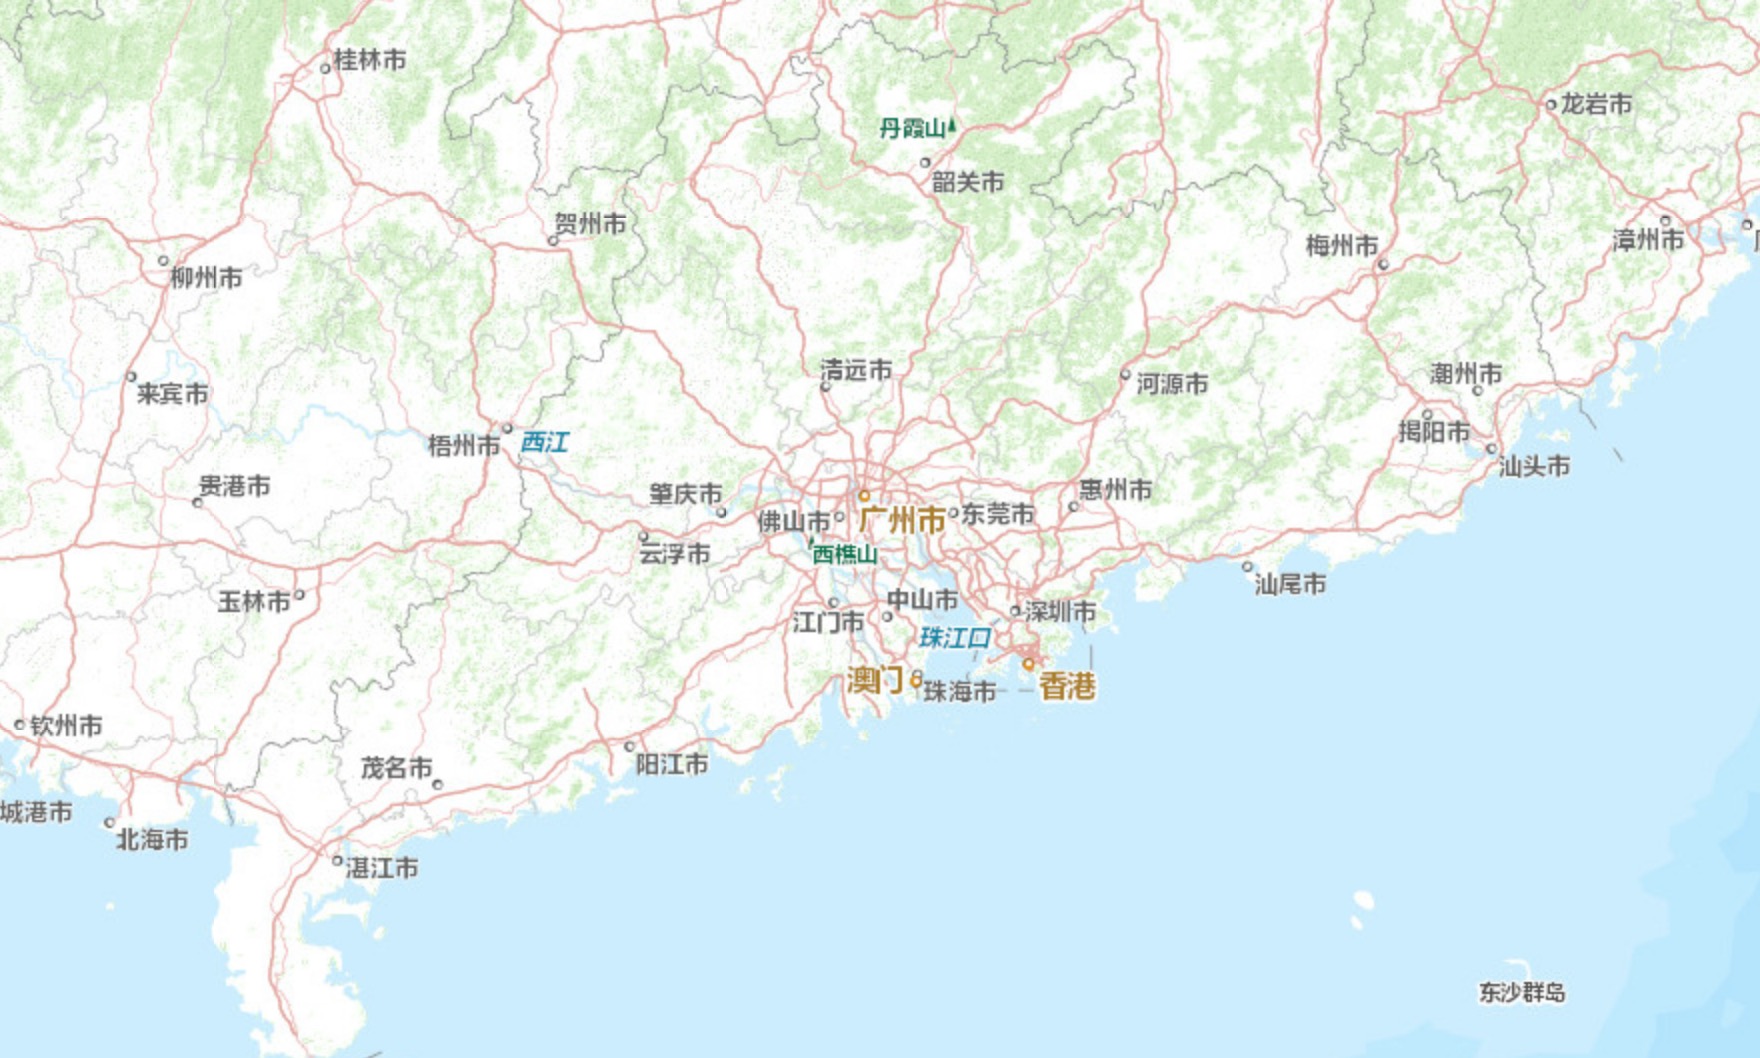 桂林市
龙岩市
丹霞山
韶关市
贺州市
漳州市
梅州市
柳州市
清远市
潮州市
河源市
来宾市
揭阳市
梧州市
西江
汕头市
贵港市
肇庆市
惠州市
佛山市
广州市
东莞市
云浮市
西樵山
汕尾市
玉林市
中山市
深圳市
江门市
珠江口
澳门
珠海市
香港
钦州市
阳江市
茂名市
城港市
北海市
湛江市
东沙群岛